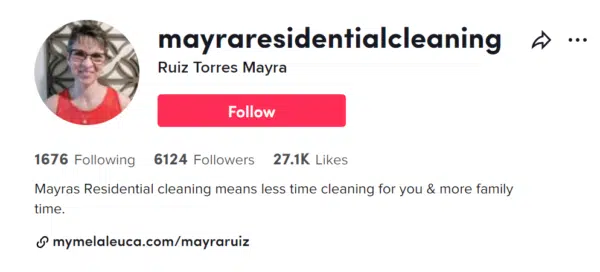 mayraresidentialcleaning
Ruiz Torres Mayra
Follow
1676 Following 6124 Followers 27.1K Likes
Mayras Residential cleaning means less time cleaning for you & more family
time.
mymelaleuca.com/mayraruiz